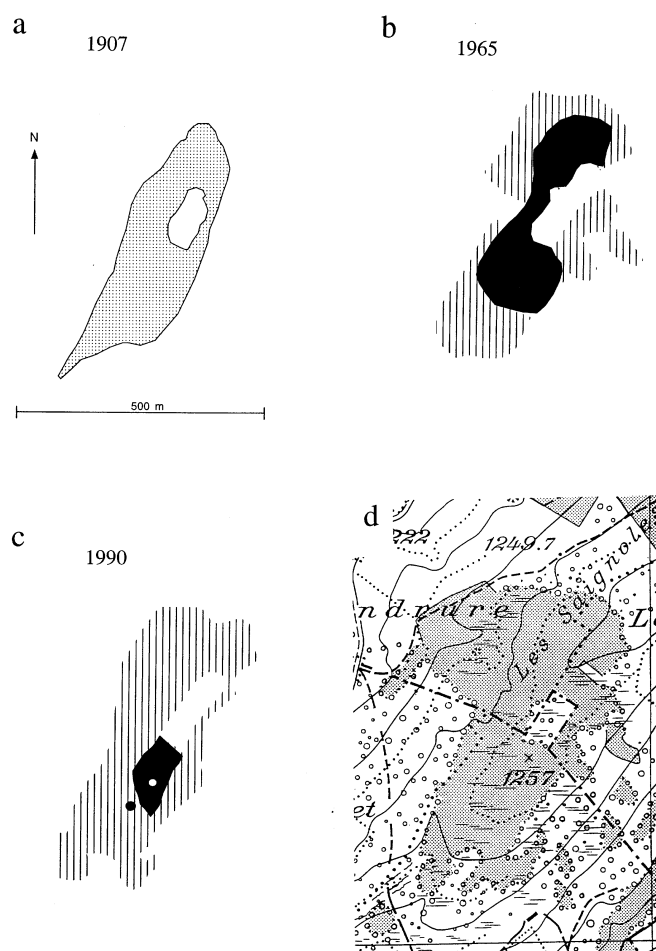 a
1907
N
500 m
b
1965
c
1990
d
222
1249.7
ndrure
Les Saignole
L
1257
et